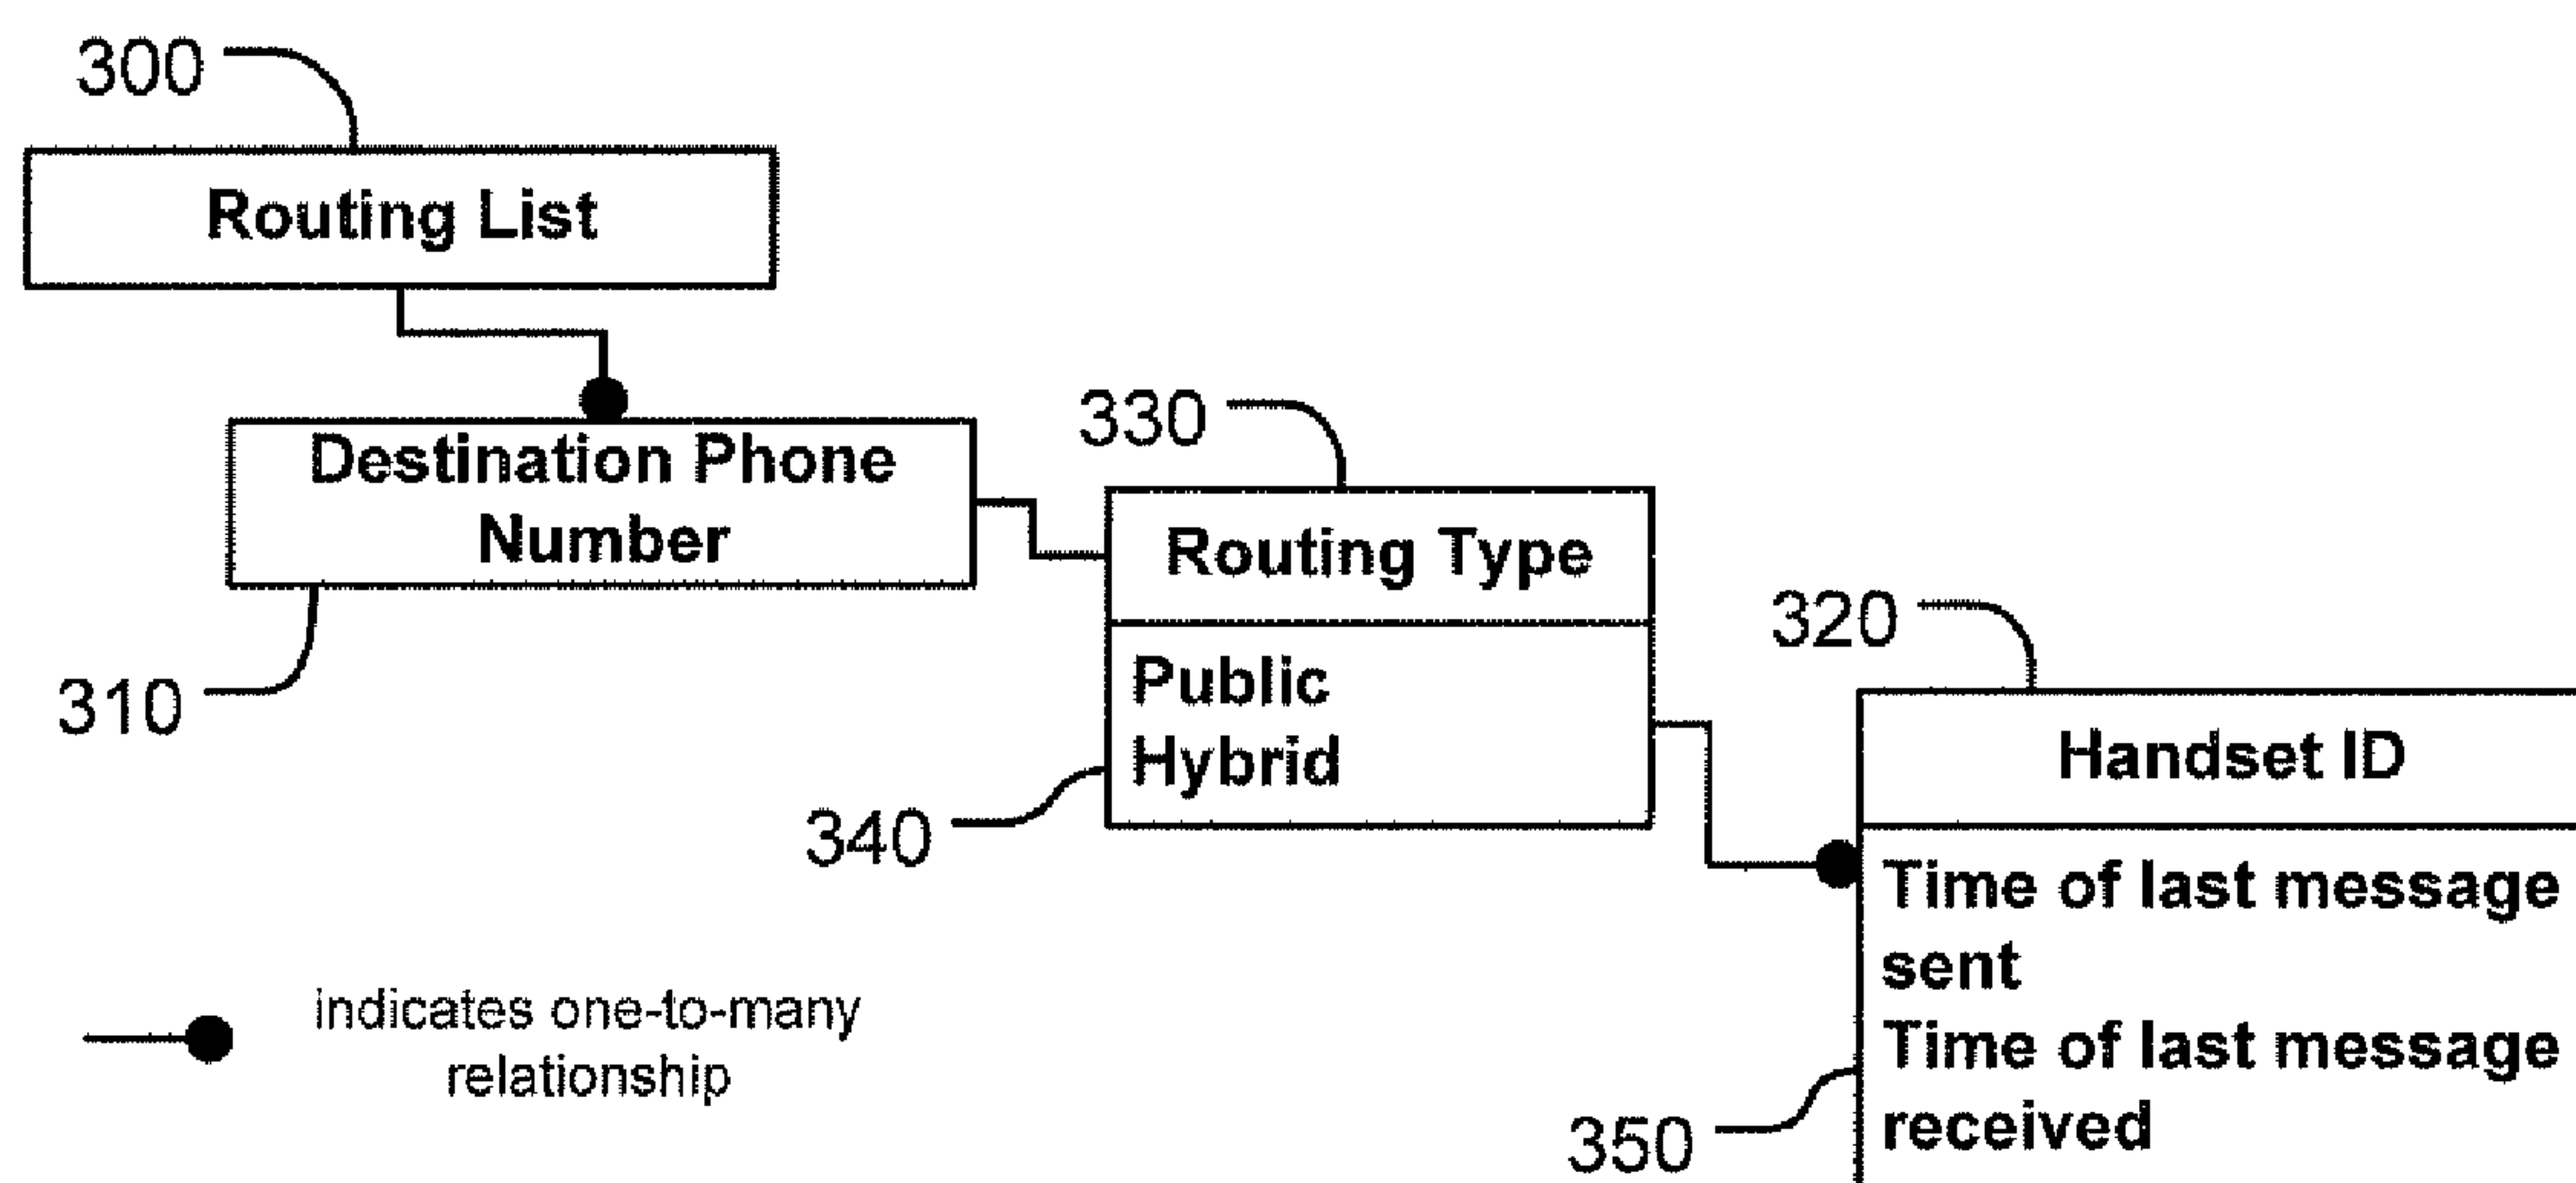 300
Routing List
Destination Phone
Number
310
330
Routing Type
Public
Hybrid
340
320
Handset ID
Time of last message
sent
Time of last message
received
350
indicates one-to-many
relationship